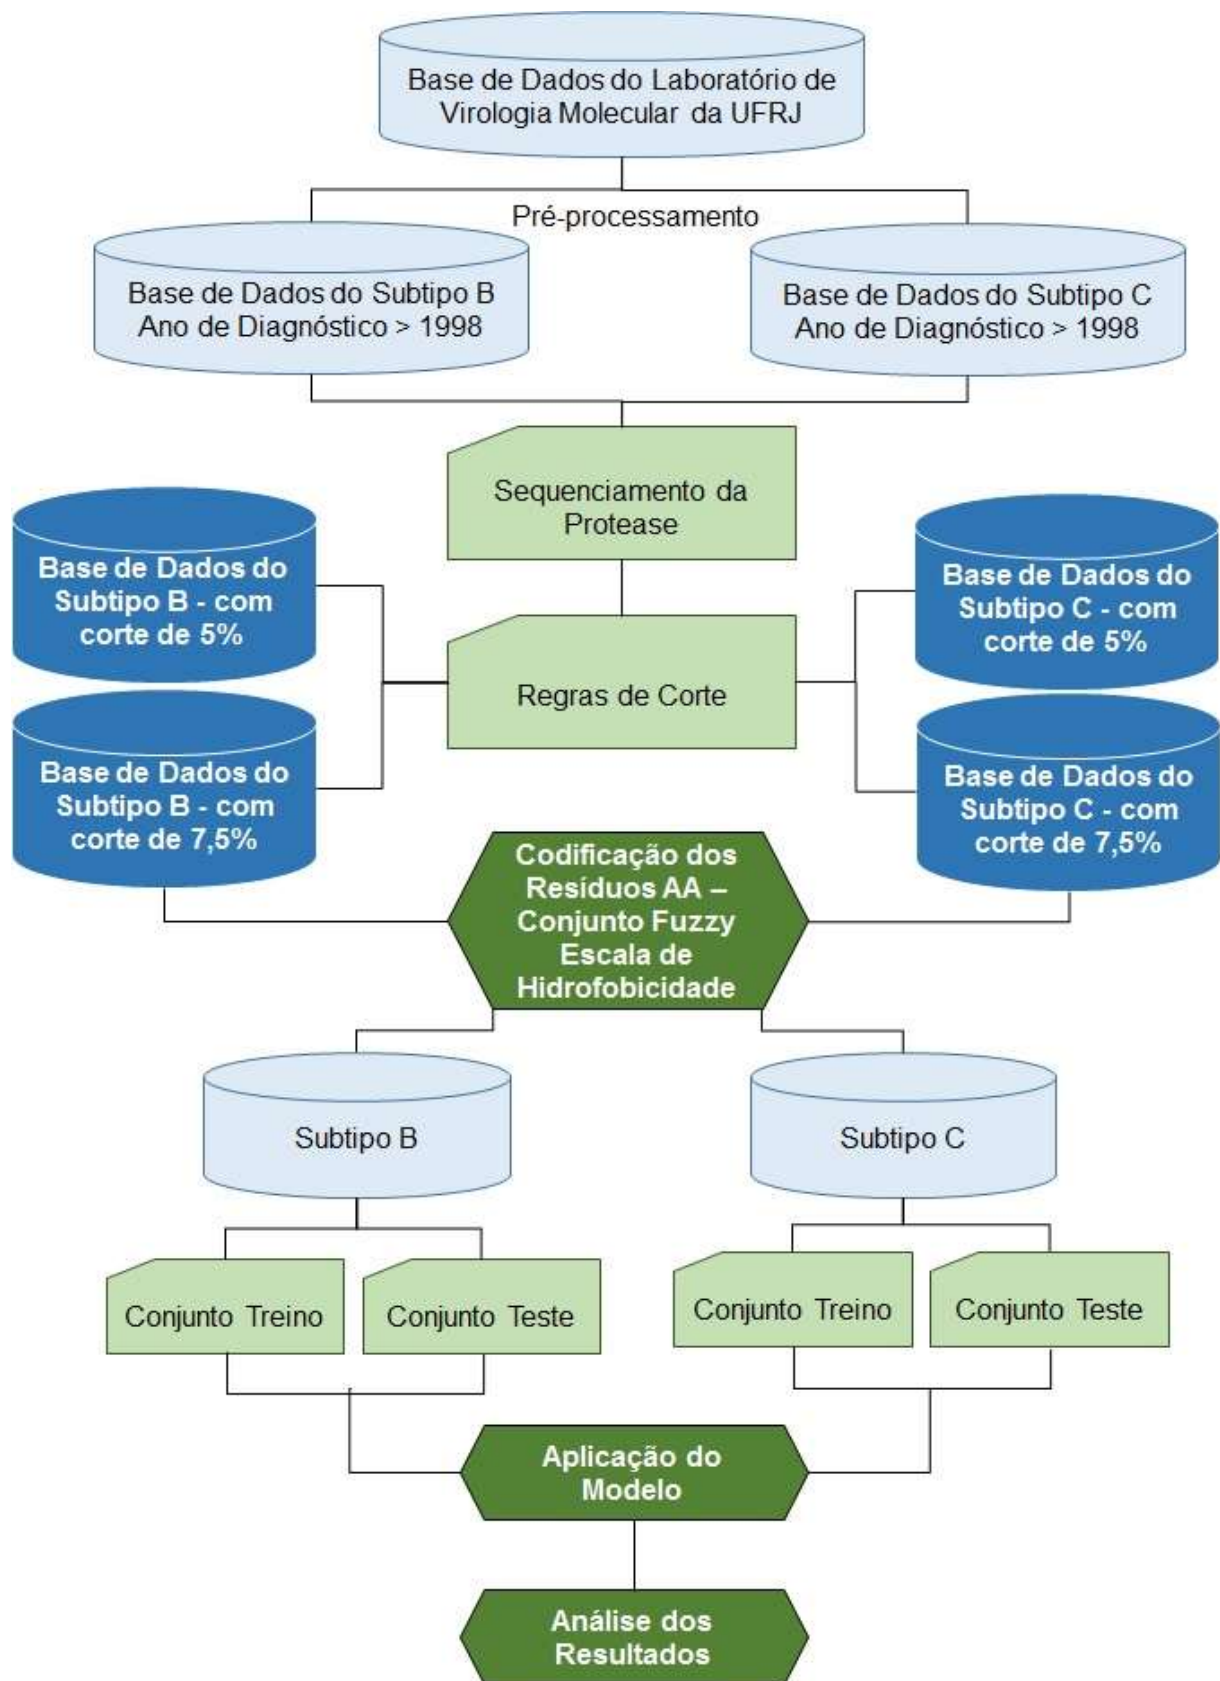 Base de Dados do Laboratório de
Virologia Molecular da UFRJ
Pré-processamento
Base de Dados do Subtipo B
Ano de Diagnóstico > 1998
Base de Dados do Subtipo C
Ano de Diagnóstico > 1998
Sequenciamento da
Protease
Base de Dados do
Subtipo B - com
corte de 5%
Base de Dados do
Subtipo C - com
corte de 5%
Regras de Corte
Base de Dados do
Subtipo B - com
corte de 7,5%
Base de Dados do
Subtipo C - com
corte de 7,5%
Codificação dos
Resíduos AA –
Conjunto Fuzzy
Escala de
Hidrofobicidade
Subtipo B
Subtipo C
Conjunto Treino
Conjunto Teste
Conjunto Treino
Conjunto Teste
Aplicação do
Modelo
Análise dos
Resultados